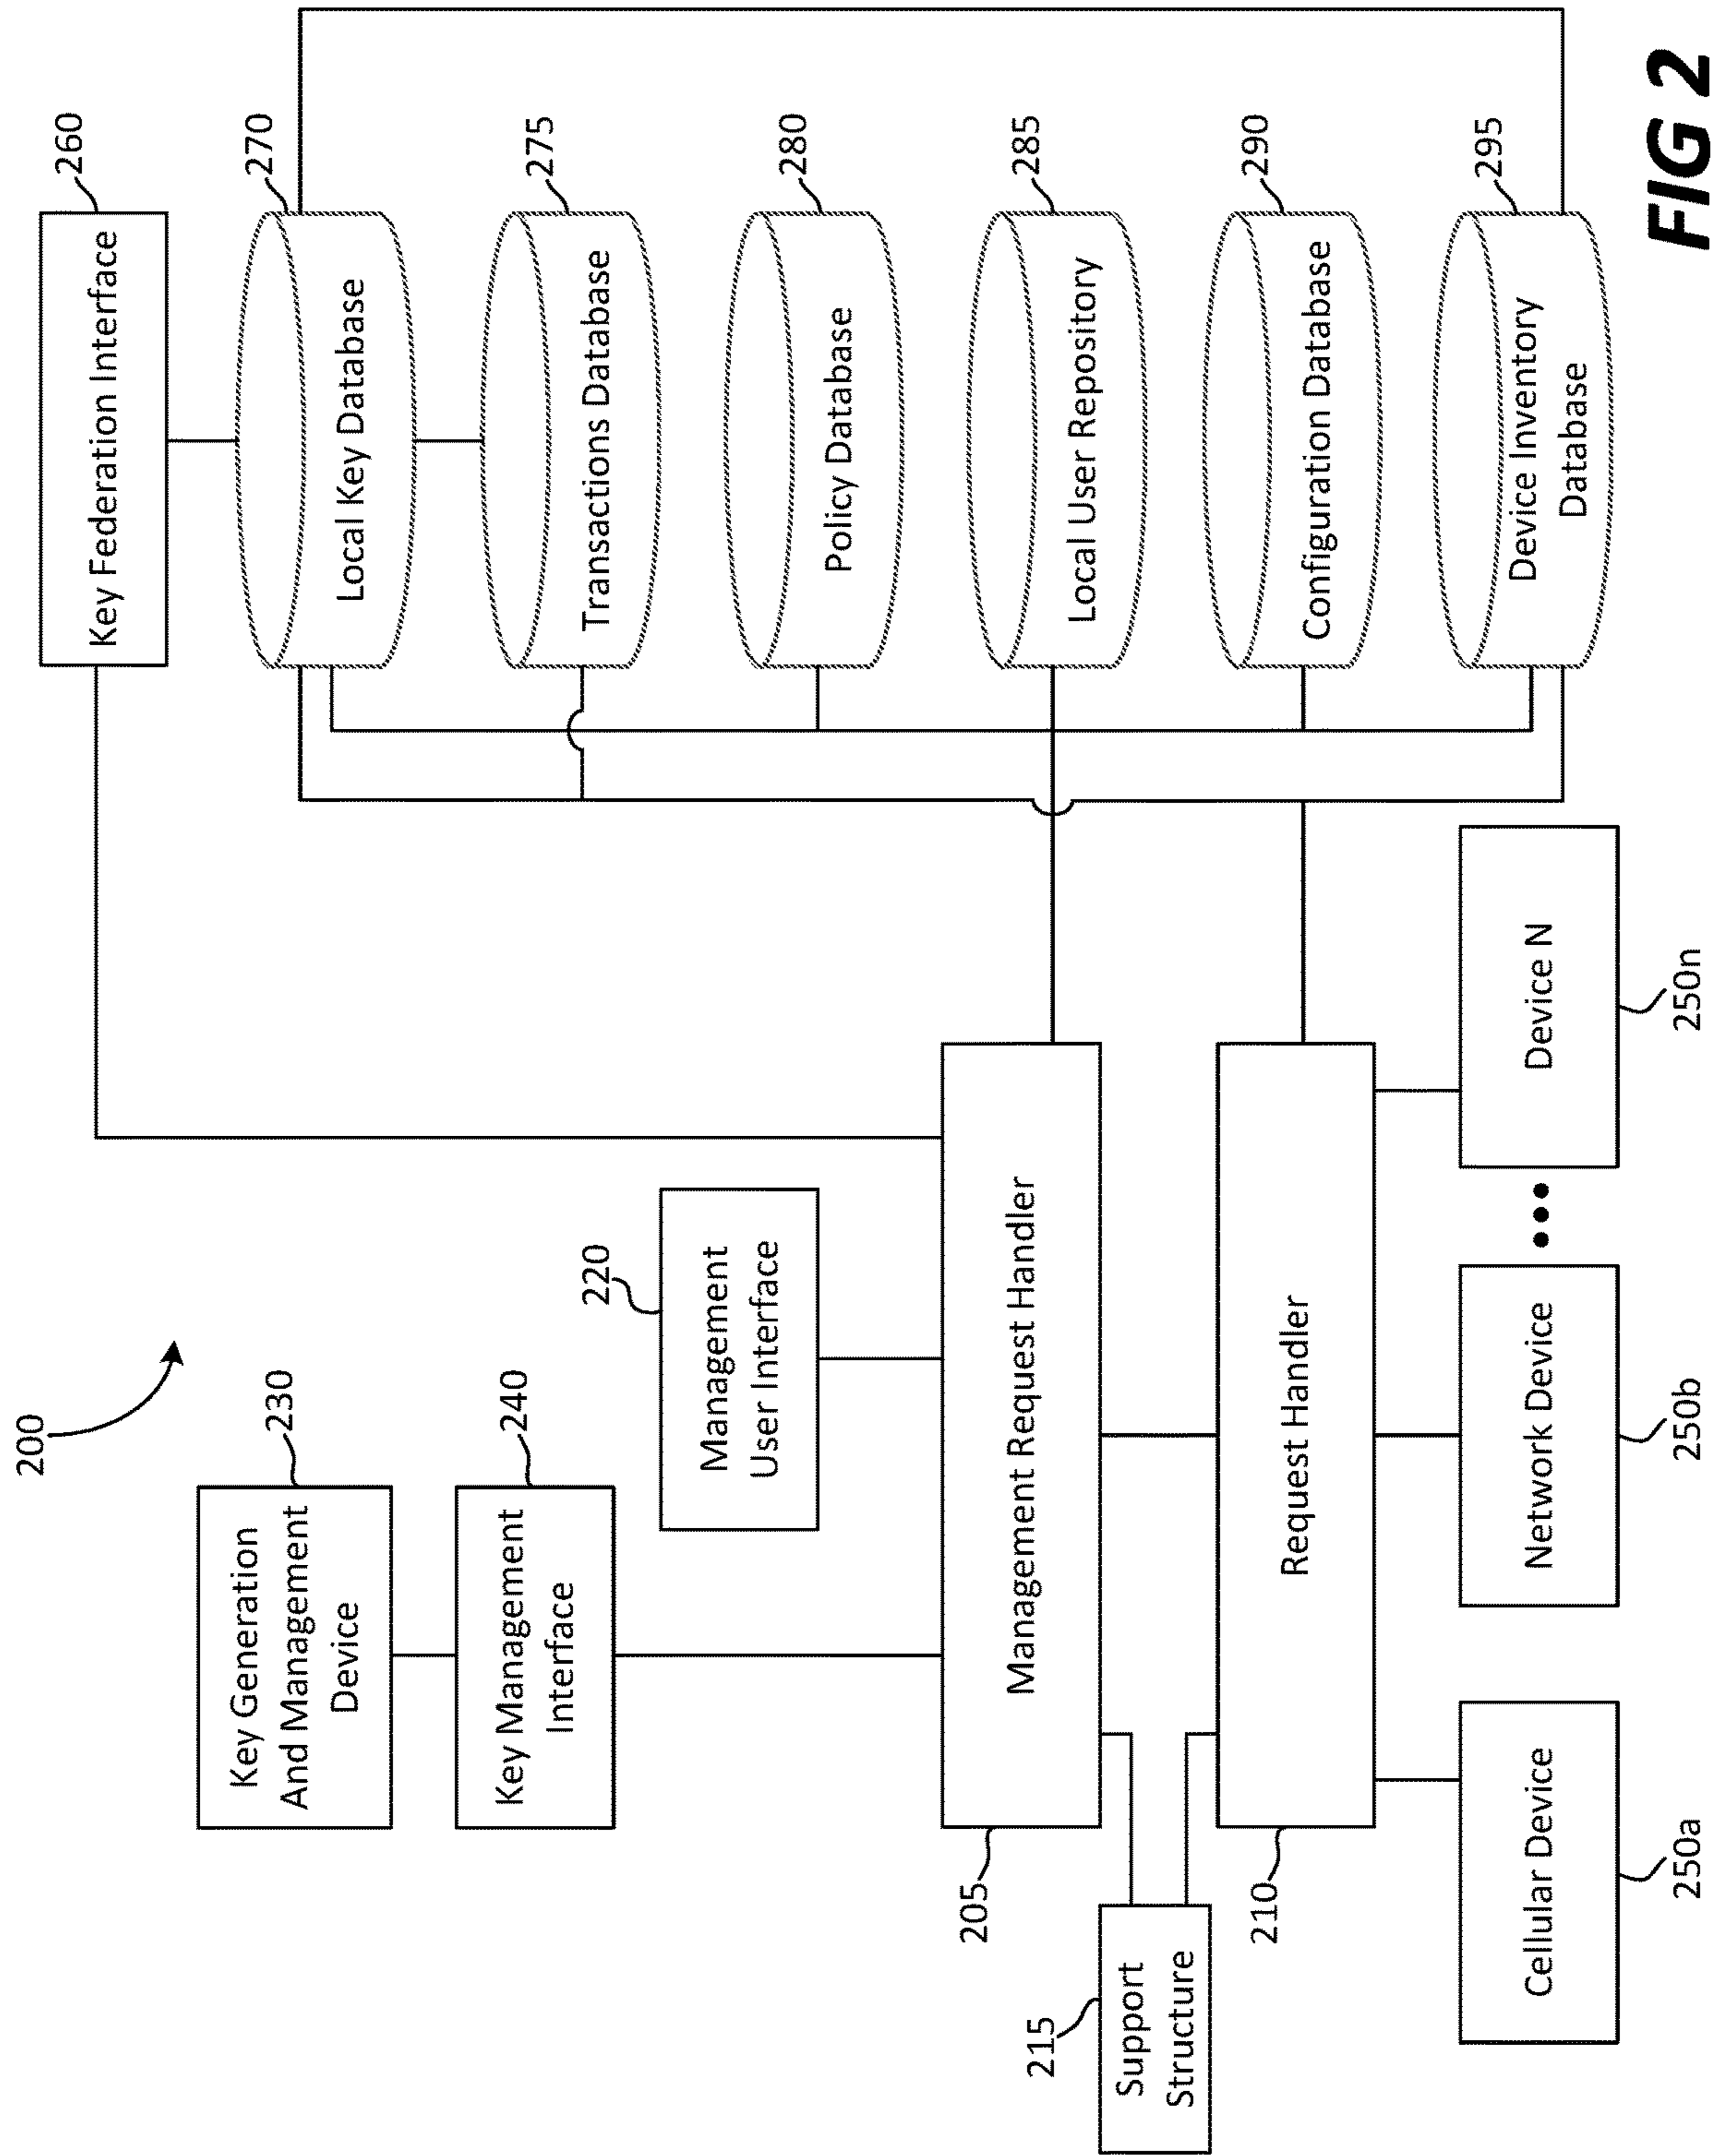 200
230
Key Generation
And Management
Device
240
Key Management
Interface
220
Management
User Interface
260
Key Federation Interface
270
Local Key Database
275
Transactions Database
280
Policy Database
285
Local User Repository
290
Configuration Database
295
Device Inventory
Database
205
Management Request Handler
215
Support
Structure
210
Request Handler
Cellular Device
250a
Network Device
250b
Device N
250n
FIG 2